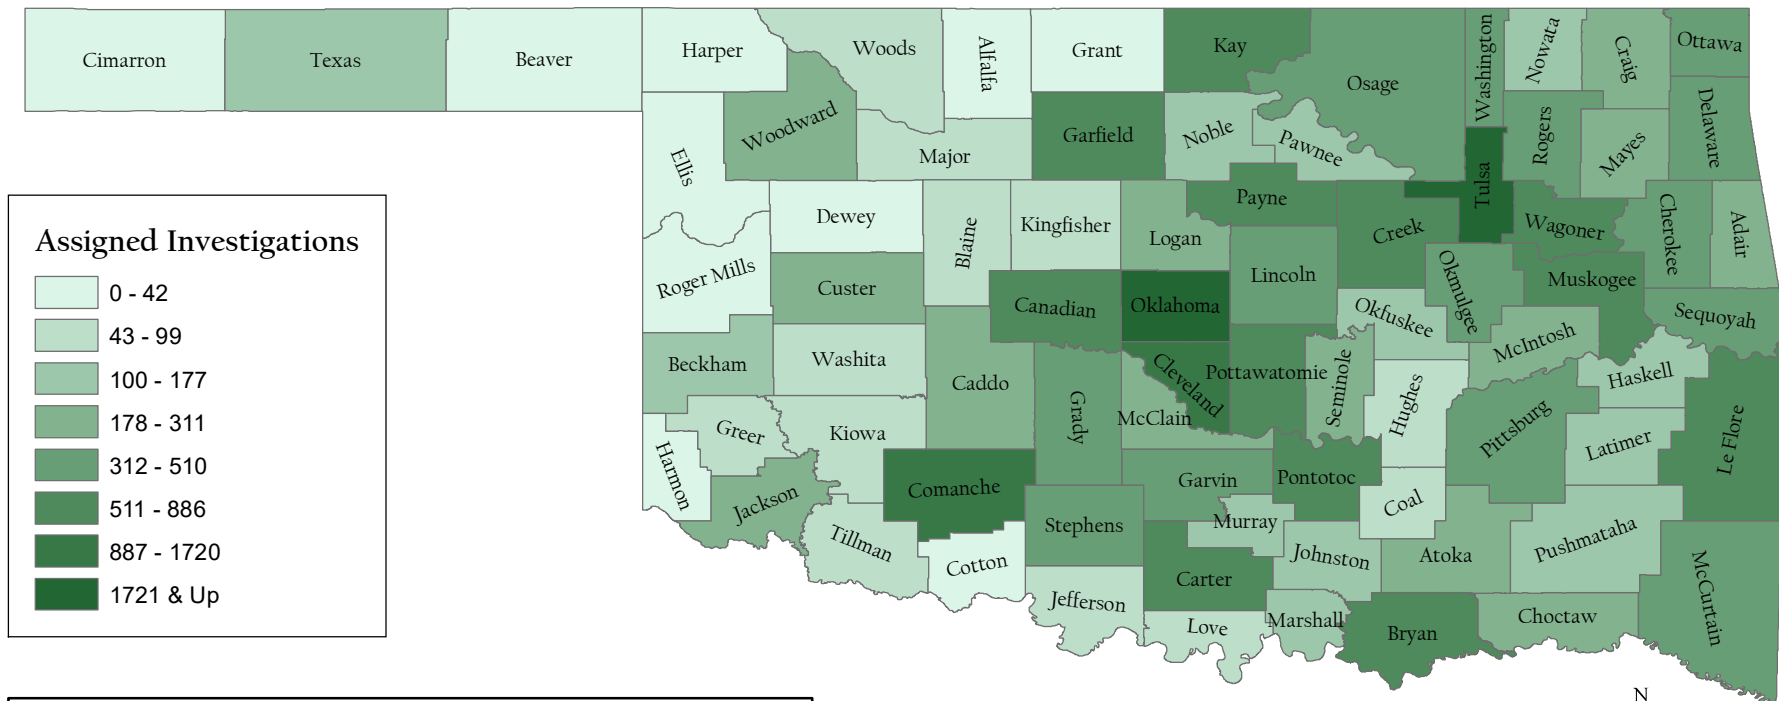 Cimarron
Texas
Beaver
Harper
Woods
Alfalfa
Grant
Kay
Osage
Washington
Nowata
Craig
Ottawa
Ellis
Woodward
Major
Garfield
Noble
Pawnee
Rogers
Mayes
Delaware
Tulsa
Roger Mills
Dewey
Blaine
Kingfisher
Logan
Payne
Creek
Wagoner
Cherokee
Adair
Custer
Canadian
Oklahoma
Lincoln
Okmulgee
Muskogee
Okfuskee
Sequoyah
Beckham
Washita
Caddo
Grady
Cleveland
McClain
Pottawatomie
Seminole
Hughes
McIntosh
Pittsburg
Haskell
Latimer
Le Flore
Harmon
Greer
Kiowa
Jackson
Comanche
Tillman
Cotton
Stephens
Garvin
Murray
Pontotoc
Coal
Johnston
Atoka
Pushmataha
McCurtain
Jefferson
Carter
Love
Marshall
Bryan
Choctaw
Assigned Investigations
0 - 42
43 - 99
100 - 177
178 - 311
312 - 510
511 - 886
887 - 1720
1721 & Up
N